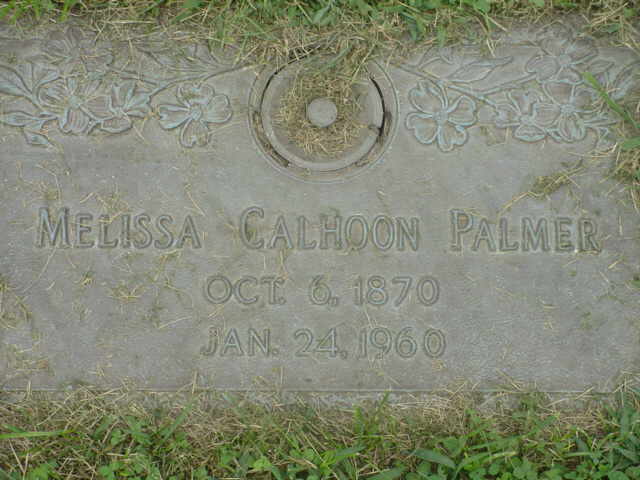 Melissa Calhoon Palmer
Oct. 6, 1870
Jan. 24, 1960